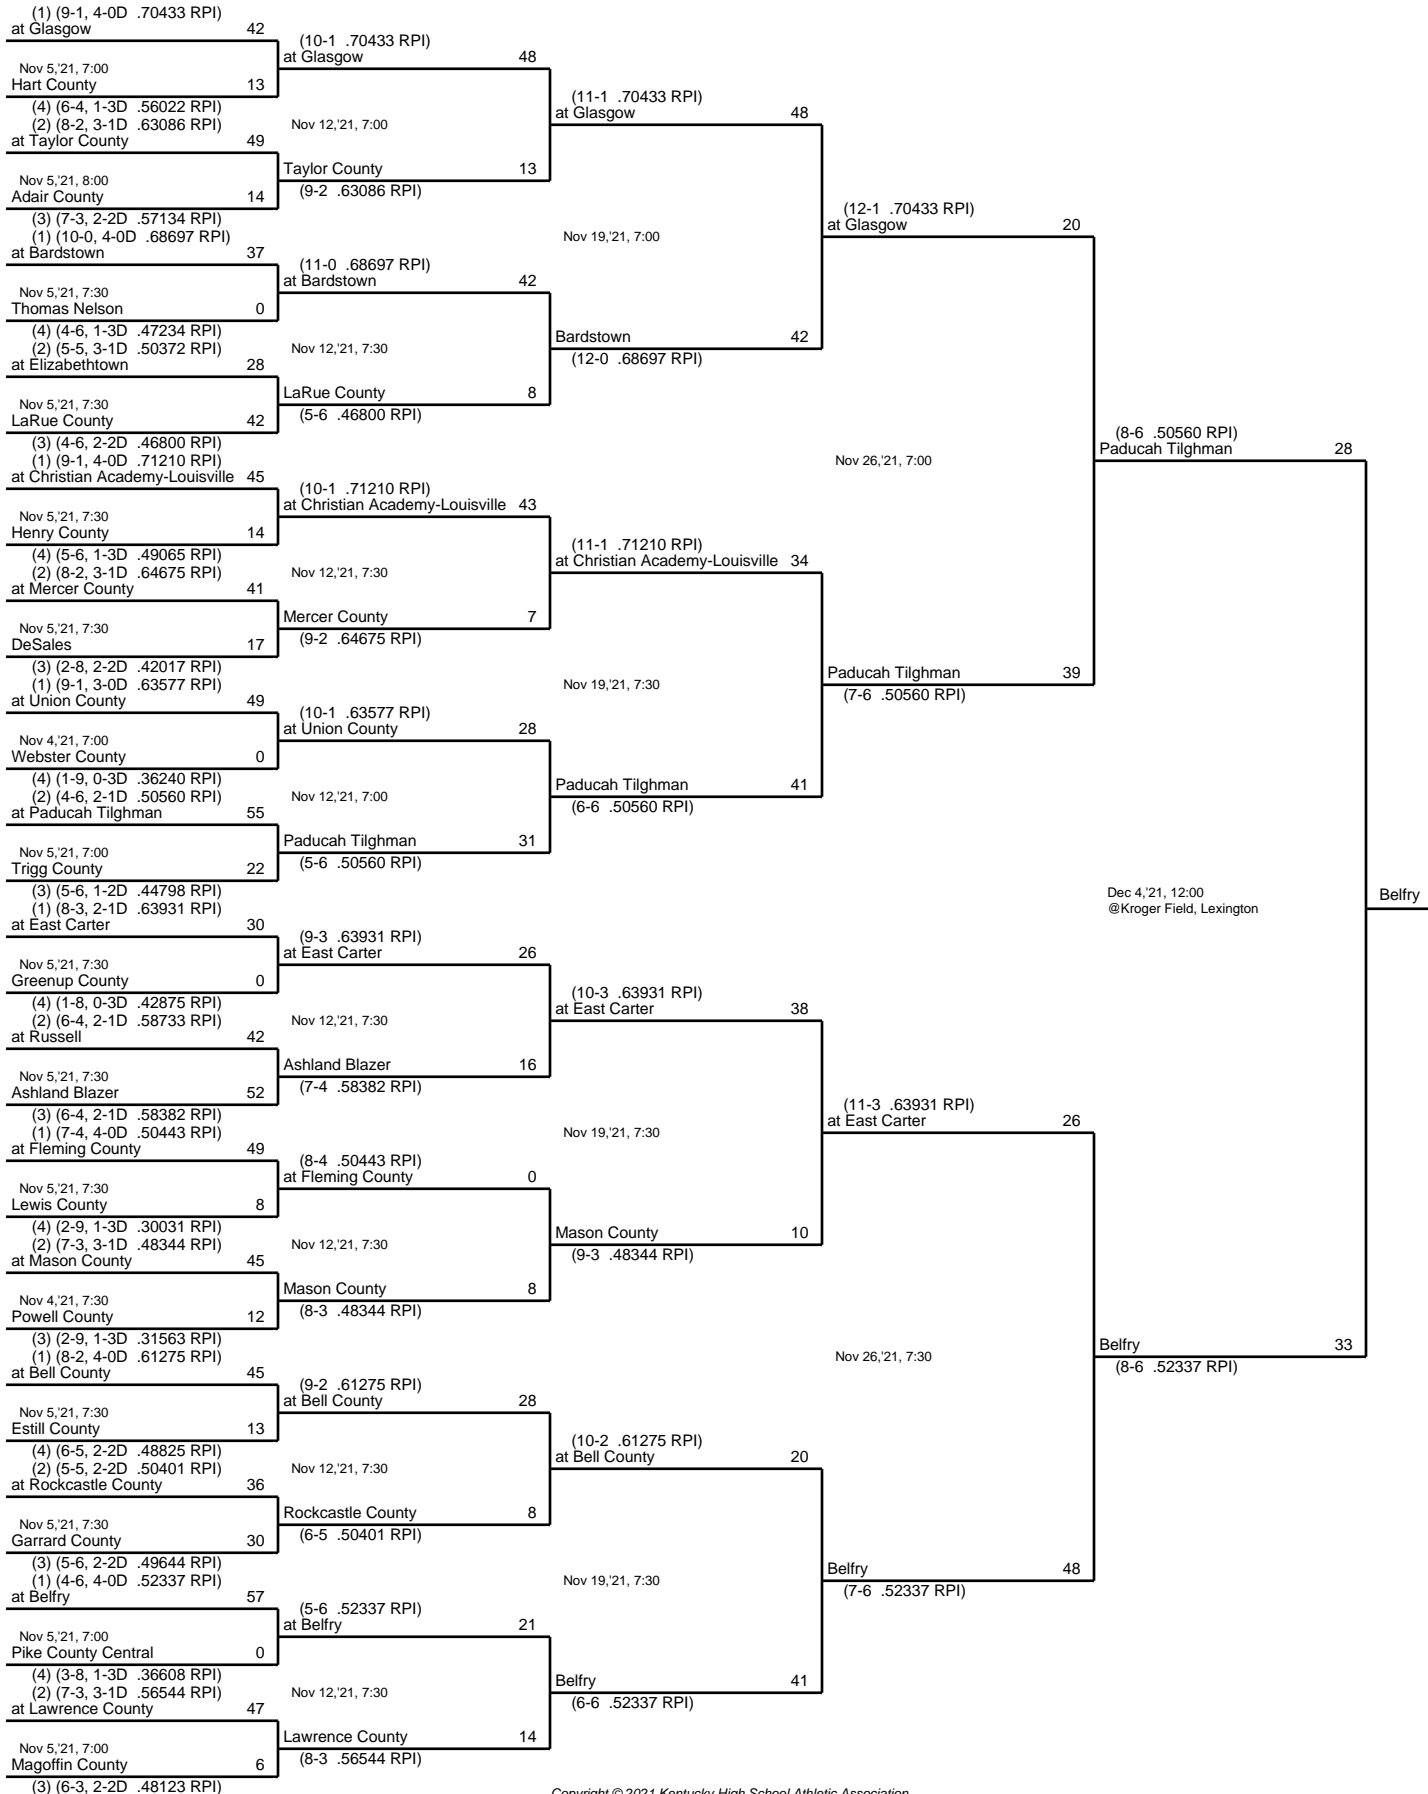 (1) (9-1, 4-0D .70433 RPI)
at Glasgow 42
Nov 5,'21, 7:00
Hart County 13
(4) (6-4, 1-3D .56022 RPI)
(2) (8-2, 3-1D .63086 RPI)
at Taylor County 49
Nov 5,'21, 8:00
Adair County 14
(3) (7-3, 2-2D .57134 RPI)
(1) (10-0, 4-0D .68697 RPI)
at Bardstown 37
Nov 5,'21, 7:30
Thomas Nelson 0
(4) (4-6, 1-3D .47234 RPI)
(2) (5-5, 3-1D .50372 RPI)
at Elizabethtown 28
Nov 5,'21, 7:30
LaRue County 42
(3) (4-6, 2-2D .46800 RPI)
(1) (9-1, 4-0D .71210 RPI)
at Christian Academy-Louisville 45
Nov 5,'21, 7:30
Henry County 14
(4) (5-6, 1-3D .49065 RPI)
(2) (8-2, 3-1D .64675 RPI)
at Mercer County 41
Nov 5,'21, 7:30
DeSales 17
(3) (2-8, 2-2D .42017 RPI)
(1) (9-1, 3-0D .63577 RPI)
at Union County 49
Nov 4,'21, 7:00
Webster County 0
(4) (1-9, 0-3D .36240 RPI)
(2) (4-6, 2-1D .50560 RPI)
at Paducah Tilghman 55
Nov 5,'21, 7:00
Trigg County 22
(3) (5-6, 1-2D .44798 RPI)
(1) (8-3, 2-1D .63931 RPI)
at East Carter 30
Nov 5,'21, 7:30
Greenup County 0
(4) (1-8, 0-3D .42875 RPI)
(2) (6-4, 2-1D .58733 RPI)
at Russell 42
Nov 5,'21, 7:30
Ashland Blazer 52
(3) (6-4, 2-1D .58382 RPI)
(1) (7-4, 4-0D .50443 RPI)
at Fleming County 49
Nov 5,'21, 7:30
Lewis County 8
(4) (2-9, 1-3D .30031 RPI)
(2) (7-3, 3-1D .48344 RPI)
at Mason County 45
Nov 4,'21, 7:30
Powell County 12
(3) (2-9, 1-3D .31563 RPI)
(1) (8-2, 4-0D .61275 RPI)
at Bell County 45
Nov 5,'21, 7:30
Estill County 13
(4) (6-5, 2-2D .48825 RPI)
(2) (5-5, 2-2D .50401 RPI)
at Rockcastle County 36
Nov 5,'21, 7:30
Garrard County 30
(3) (5-6, 2-2D .49644 RPI)
(1) (4-6, 4-0D .52337 RPI)
at Belfry 57
Nov 5,'21, 7:00
Pike County Central 0
(4) (3-8, 1-3D .36608 RPI)
(2) (7-3, 3-1D .56544 RPI)
at Lawrence County 47
Nov 5,'21, 7:00
Magoffin County 6
(3) (6-3, 2-2D .48123 RPI)
(10-1 .70433 RPI)
at Glasgow 48
Nov 12,'21, 7:00
Taylor County 13
(9-2 .63086 RPI)
(11-0 .68697 RPI)
at Bardstown 42
Nov 12,'21, 7:30
LaRue County 8
(5-6 .46800 RPI)
(10-1 .71210 RPI)
at Christian Academy-Louisville 43
Nov 12,'21, 7:30
Mercer County 7
(9-2 .64675 RPI)
(10-1 .63577 RPI)
at Union County 28
Nov 12,'21, 7:00
Paducah Tilghman 31
(5-6 .50560 RPI)
(9-3 .63931 RPI)
at East Carter 26
Nov 12,'21, 7:30
Ashland Blazer 16
(7-4 .58382 RPI)
(8-4 .50443 RPI)
at Fleming County 0
Nov 12,'21, 7:30
Mason County 8
(8-3 .48344 RPI)
(9-2 .61275 RPI)
at Bell County 28
Nov 12,'21, 7:30
Rockcastle County 8
(6-5 .50401 RPI)
(5-6 .52337 RPI)
at Belfry 21
Nov 12,'21, 7:30
Lawrence County 14
(8-3 .56544 RPI)
(11-1 .70433 RPI)
at Glasgow 48
Nov 19,'21, 7:00
Bardstown 42
(12-0 .68697 RPI)
(11-1 .71210 RPI)
at Christian Academy-Louisville 34
Nov 19,'21, 7:30
Paducah Tilghman 41
(6-6 .50560 RPI)
(10-3 .63931 RPI)
at East Carter 38
Nov 19,'21, 7:30
Mason County 10
(9-3 .48344 RPI)
(10-2 .61275 RPI)
at Bell County 20
Nov 19,'21, 7:30
Belfry 41
(6-6 .52337 RPI)
(12-1 .70433 RPI)
at Glasgow 20
Nov 26,'21, 7:00
Paducah Tilghman 39
(7-6 .50560 RPI)
(11-3 .63931 RPI)
at East Carter 26
Nov 26,'21, 7:30
Belfry 48
(7-6 .52337 RPI)
(8-6 .50560 RPI)
Paducah Tilghman 28
Dec 4,'21, 12:00
@Kroger Field, Lexington
Belfry 33
(8-6 .52337 RPI)
Belfry
Copyright © 2021 Kentucky High School Athletic Association